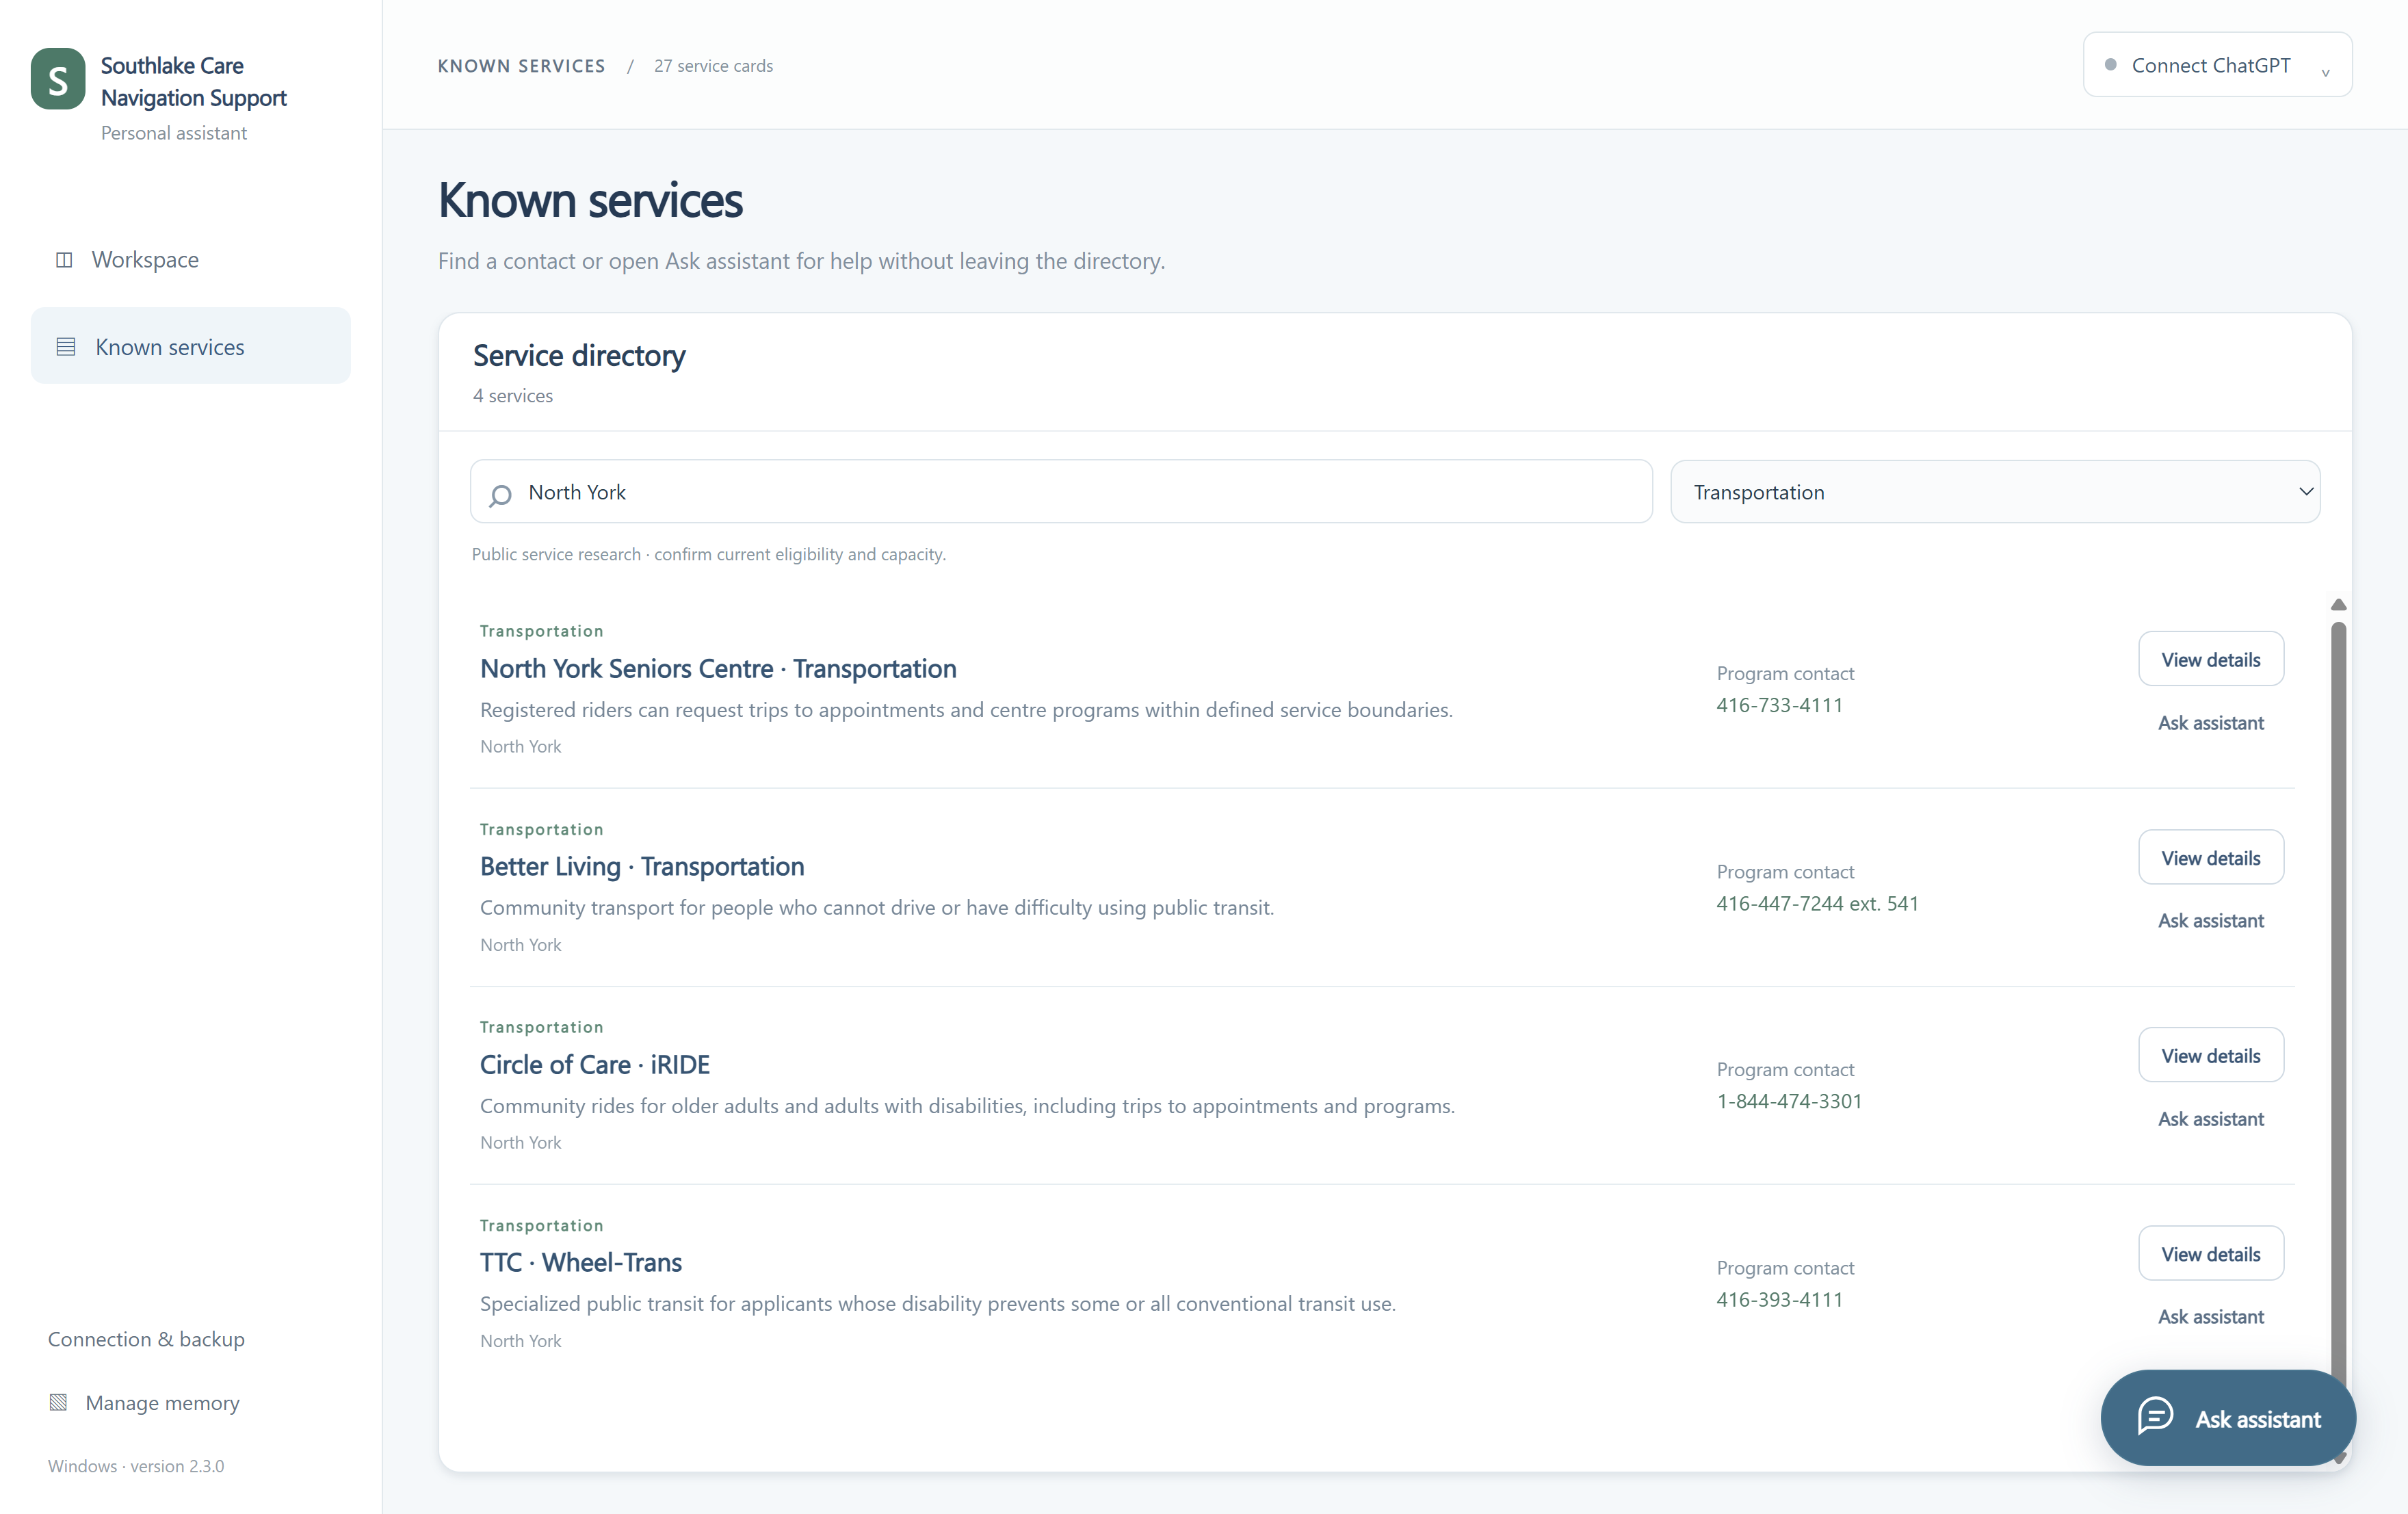 S
Southlake Care
Navigation Support
Personal assistant
Workspace
Known services
Connection & backup
Manage memory
Windows · version 2.3.0
KNOWN SERVICES / 27 service cards
Connect ChatGPT
Known services
Find a contact or open Ask assistant for help without leaving the directory.
Service directory
4 services
North York
Transportation
Public service research · confirm current eligibility and capacity.
Transportation
North York Seniors Centre · Transportation
Registered riders can request trips to appointments and centre programs within defined service boundaries.
North York
Program contact
416-733-4111
View details
Ask assistant
Transportation
Better Living · Transportation
Community transport for people who cannot drive or have difficulty using public transit.
North York
Program contact
416-447-7244 ext. 541
View details
Ask assistant
Transportation
Circle of Care · iRIDE
Community rides for older adults and adults with disabilities, including trips to appointments and programs.
North York
Program contact
1-844-474-3301
View details
Ask assistant
Transportation
TTC · Wheel-Trans
Specialized public transit for applicants whose disability prevents some or all conventional transit use.
North York
Program contact
416-393-4111
View details
Ask assistant
Ask assistant